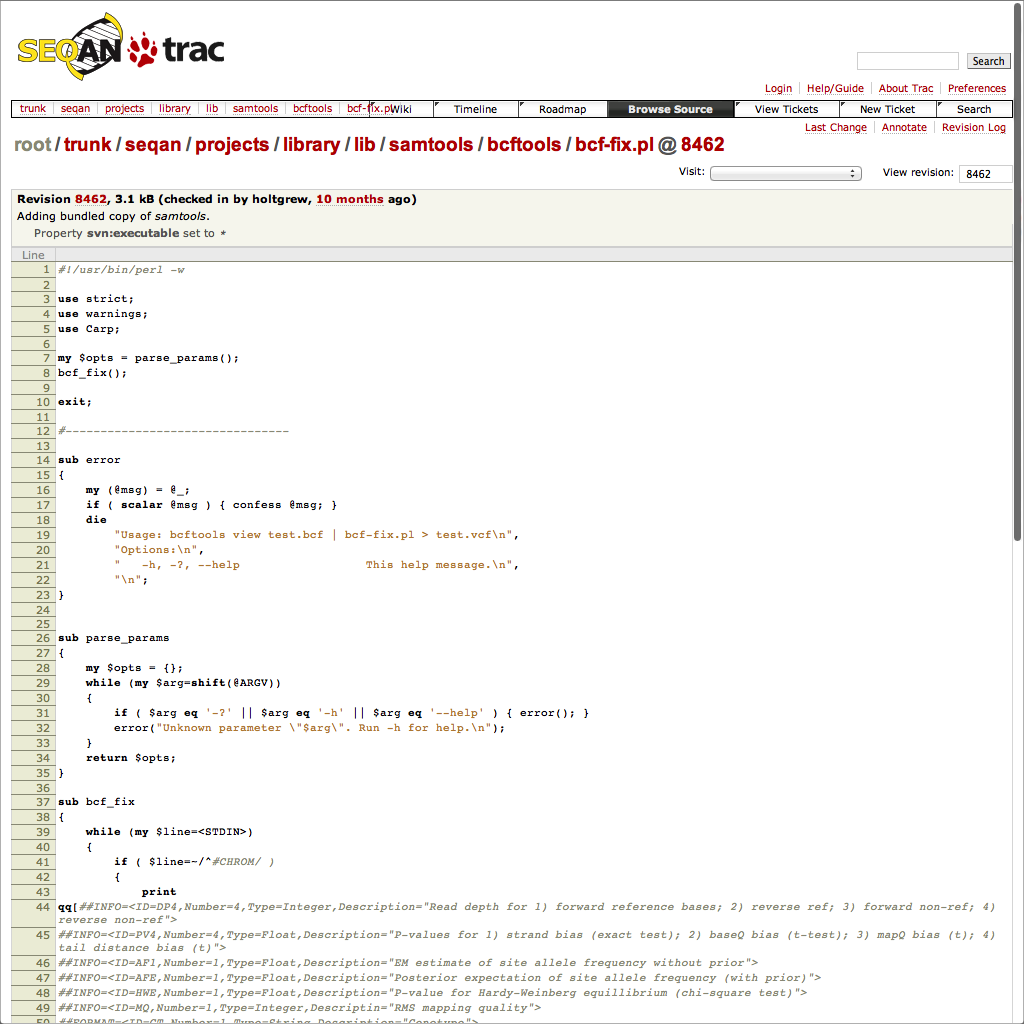 SEQAN trac
Search
Login Help/Guide About Trac Preferences
trunk seqan projects library lib samtools bcftools bcf-fix.pl Wiki Timeline Roadmap Browse Source View Tickets New Ticket Search
Last Change Annotate Revision Log
root / trunk / seqan / projects / library / lib / samtools / bcftools / bcf-fix.pl @ 8462
Visit: View revision: 8462
Revision 8462, 3.1 kB (checked in by holtgrew, 10 months ago)
Adding bundled copy of samtools.
Property svn:executable set to *
Line
1 #!/usr/bin/perl -w
2
3 use strict;
4 use warnings;
5 use Carp;
6
7 my $opts = parse_params();
8 bcf_fix();
9
10 exit;
11
12 #--------------------------------
13
14 sub error
15 {
16 my (@msg) = @_;
17 if ( scalar @msg ) { confess @msg; }
18 die
19 "Usage: bcftools view test.bcf | bcf-fix.pl > test.vcf\n",
20 "Options:\n",
21 "   -h, -?, --help                  This help message.\n",
22 "\n";
23 }
24
25
26 sub parse_params
27 {
28 my $opts = {};
29 while (my $arg=shift(@ARGV))
30 {
31 if ( $arg eq '-?' || $arg eq '-h' || $arg eq '--help' ) { error(); }
32 error("Unknown parameter \"$arg\". Run -h for help.\n");
33 }
34 return $opts;
35 }
36
37 sub bcf_fix
38 {
39 while (my $line=<STDIN>)
40 {
41 if ( $line=~/^#CHROM/ )
42 {
43 print
44 qq[##INFO=<ID=DP4,Number=4,Type=Integer,Description="Read depth for 1) forward reference bases; 2) reverse ref; 3) forward non-ref; 4)
reverse non-ref">
45 ##INFO=<ID=PV4,Number=4,Type=Float,Description="P-values for 1) strand bias (exact test); 2) baseQ bias (t-test); 3) mapQ bias (t); 4)
tail distance bias (t)">
46 ##INFO=<ID=AF1,Number=1,Type=Float,Description="EM estimate of site allele frequency without prior">
47 ##INFO=<ID=AFE,Number=1,Type=Float,Description="Posterior expectation of site allele frequency (with prior)">
48 ##INFO=<ID=HWE,Number=1,Type=Float,Description="P-value for Hardy-Weinberg equillibrium (chi-square test)">
49 ##INFO=<ID=MQ,Number=1,Type=Integer,Descriptin="RMS mapping quality">
50 ##FORMAT=<ID=GT,Number=1,Type=String,Description="Genotype">